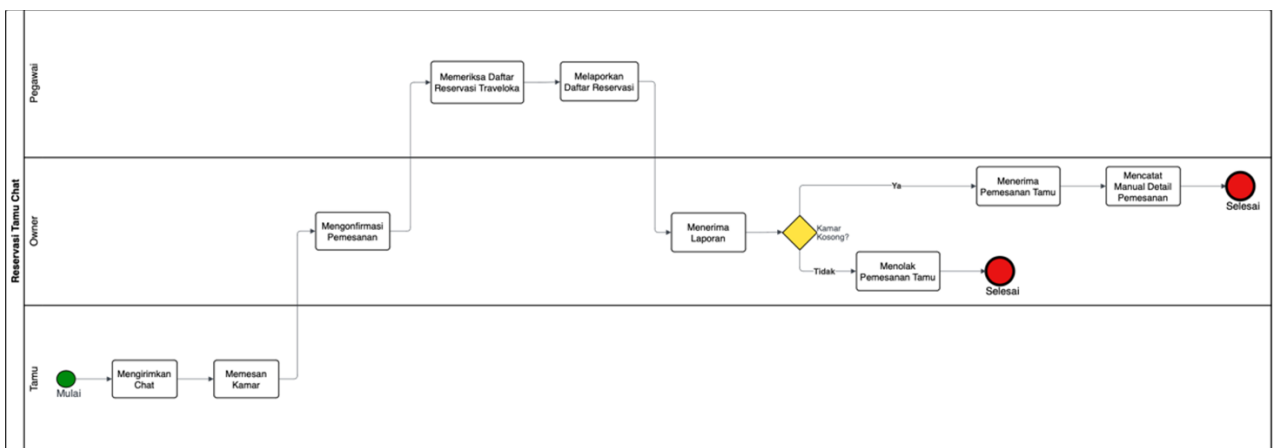 Reservasi Tamu Chat
Pegawai
Memeriksa Daftar
Reservasi Traveloka
Melaporkan
Daftar Reservasi
Owner
Mengonfirmasi
Pemesanan
Menerima
Laporan
Kamar
Kosong?
Ya
Menerima
Pemesanan Tamu
Mencatat
Manual Detail
Pemesanan
Selesai
Tidak
Menolak
Pemesanan Tamu
Selesai
Tamu
Mulai
Mengirimkan
Chat
Memesan
Kamar